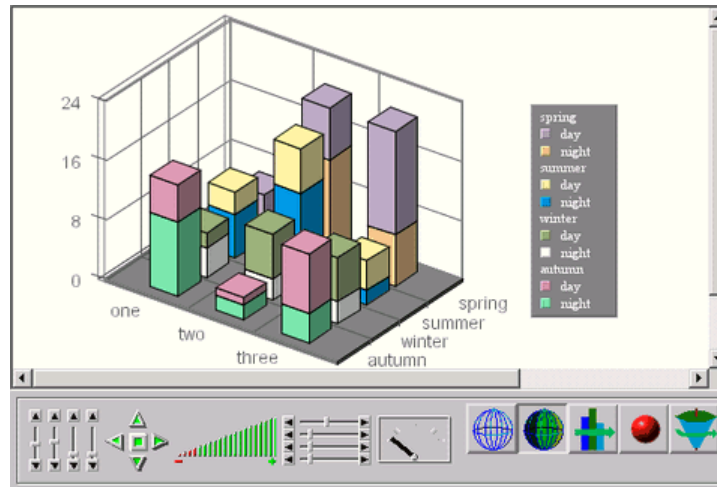 24
16
8
0
one
two
three
spring
summer
winter
autumn
spring
day
night
summer
day
night
winter
day
night
autumn
day
night